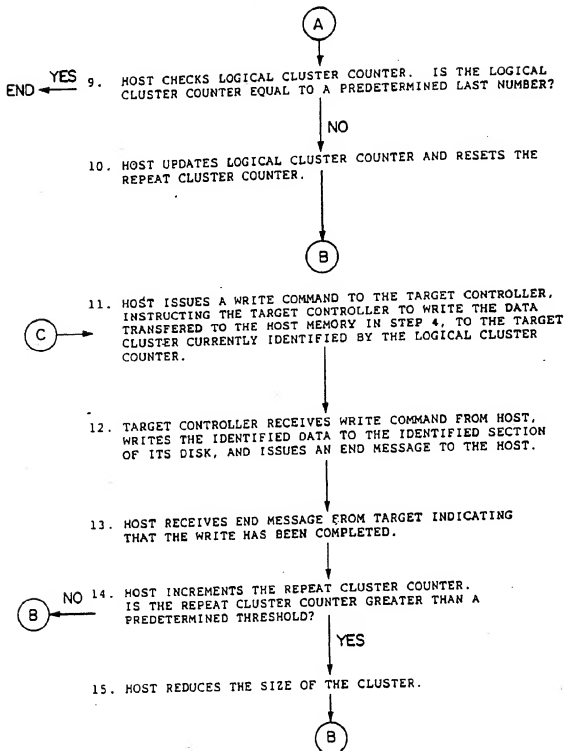 A
9. HOST CHECKS LOGICAL CLUSTER COUNTER. IS THE LOGICAL
YES
END
CLUSTER COUNTER EQUAL TO A PREDETERMINED LAST NUMBER?
NO
10. HOST UPDATES LOGICAL CLUSTER COUNTER AND RESETS THE
REPEAT CLUSTER COUNTER.
B
11. HOST ISSUES A WRITE COMMAND TO THE TARGET CONTROLLER,
INSTRUCTING THE TARGET CONTROLLER TO WRITE THE DATA
C
TRANSFERED TO THE HOST MEMORY IN STEP 4, TO THE TARGET
CLUSTER CURRENTLY IDENTIFIED BY THE LOGICAL CLUSTER
COUNTER.
12. TARGET CONTROLLER RECEIVES WRITE COMMAND FROM HOST,
WRITES THE IDENTIFIED DATA TO THE IDENTIFIED SECTION
OF ITS DISK, AND ISSUES AN END MESSAGE TO THE HOST.
13. HOST RECEIVES END MESSAGE FROM TARGET INDICATING
THAT THE WRITE HAS BEEN COMPLETED.
NO
14. HOST INCREMENTS THE REPEAT CLUSTER COUNTER.
B
IS THE REPEAT CLUSTER COUNTER GREATER THAN A
PREDETERMINED THRESHOLD?
YES
15. HOST REDUCES THE SIZE OF THE CLUSTER.
B